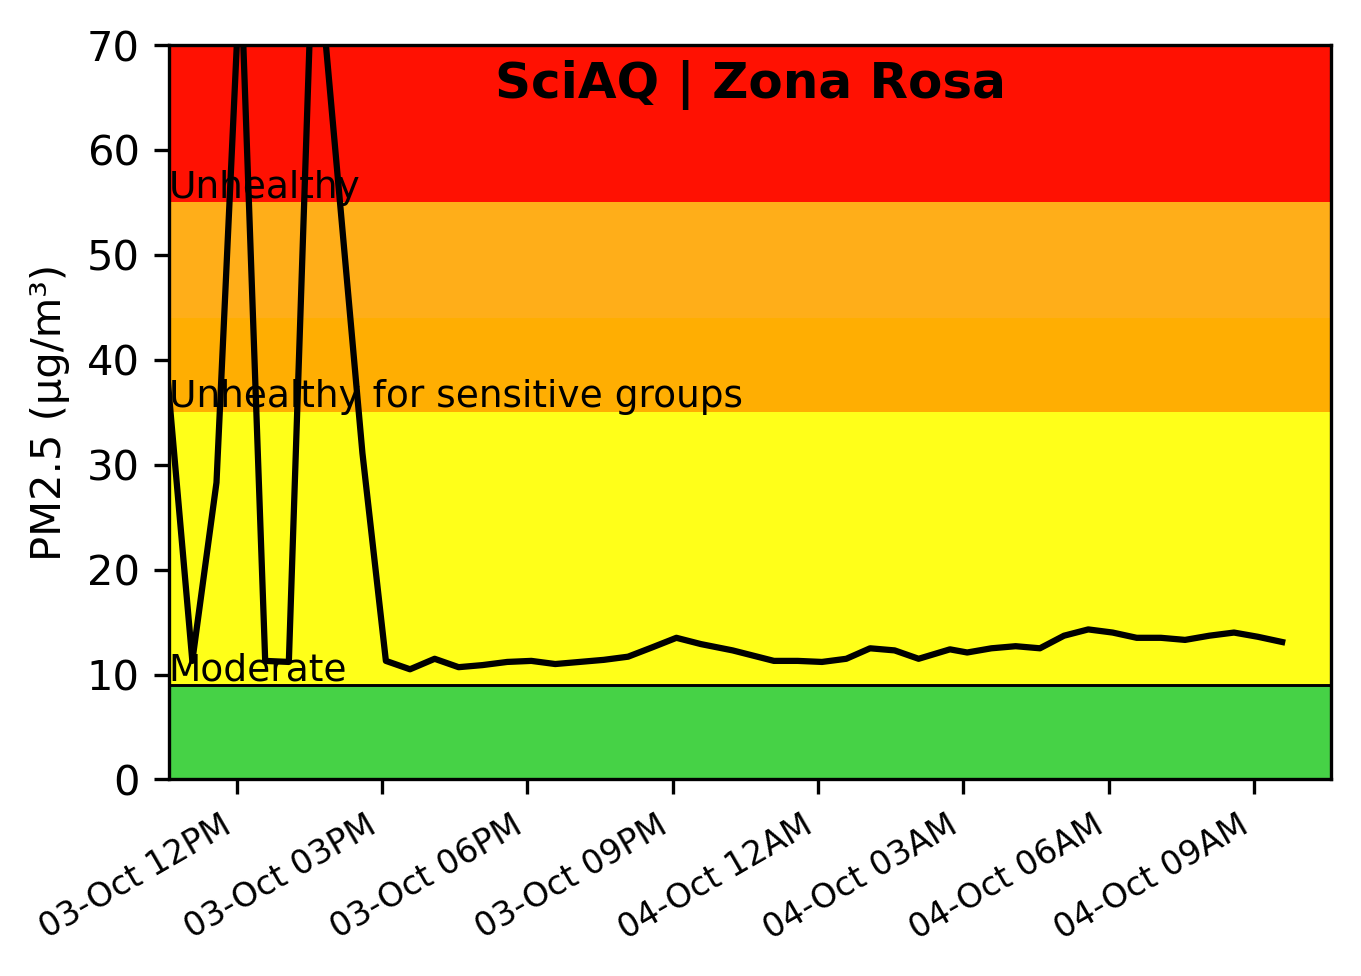 SciAQ | Zona Rosa
70
60
50
40
30
20
10
0
PM2.5 (µg/m³)
Unhealthy
Unhealthy for sensitive groups
Moderate
03-Oct 12PM
03-Oct 03PM
03-Oct 06PM
03-Oct 09PM
04-Oct 12AM
04-Oct 03AM
04-Oct 06AM
04-Oct 09AM